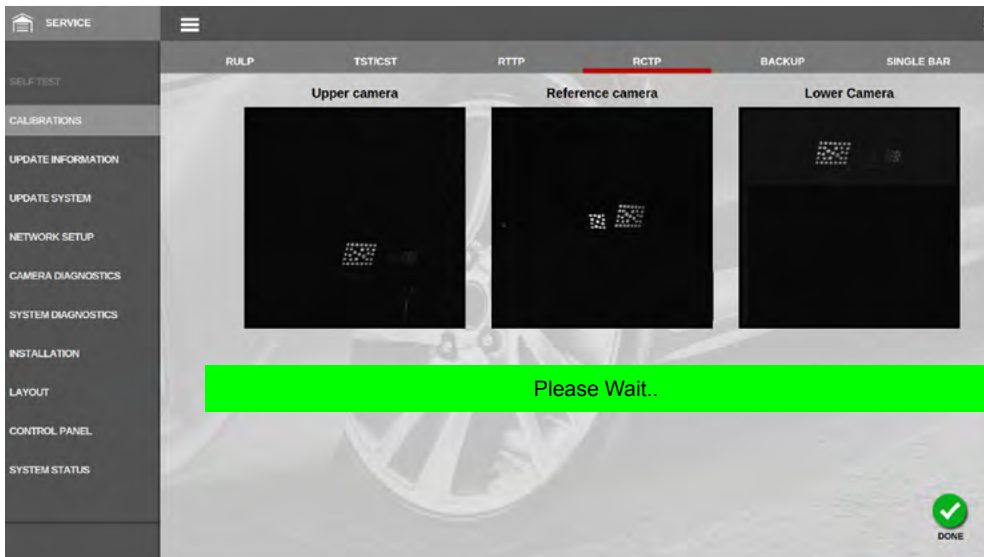 SERVICE
RULP TST/CST RTTP RCTP BACKUP SINGLE BAR
SELF TEST
CALIBRATIONS
UPDATE INFORMATION
UPDATE SYSTEM
NETWORK SETUP
CAMERA DIAGNOSTICS
SYSTEM DIAGNOSTICS
INSTALLATION
LAYOUT
CONTROL PANEL
SYSTEM STATUS
Upper camera Reference camera Lower Camera
Please Wait..
DONE